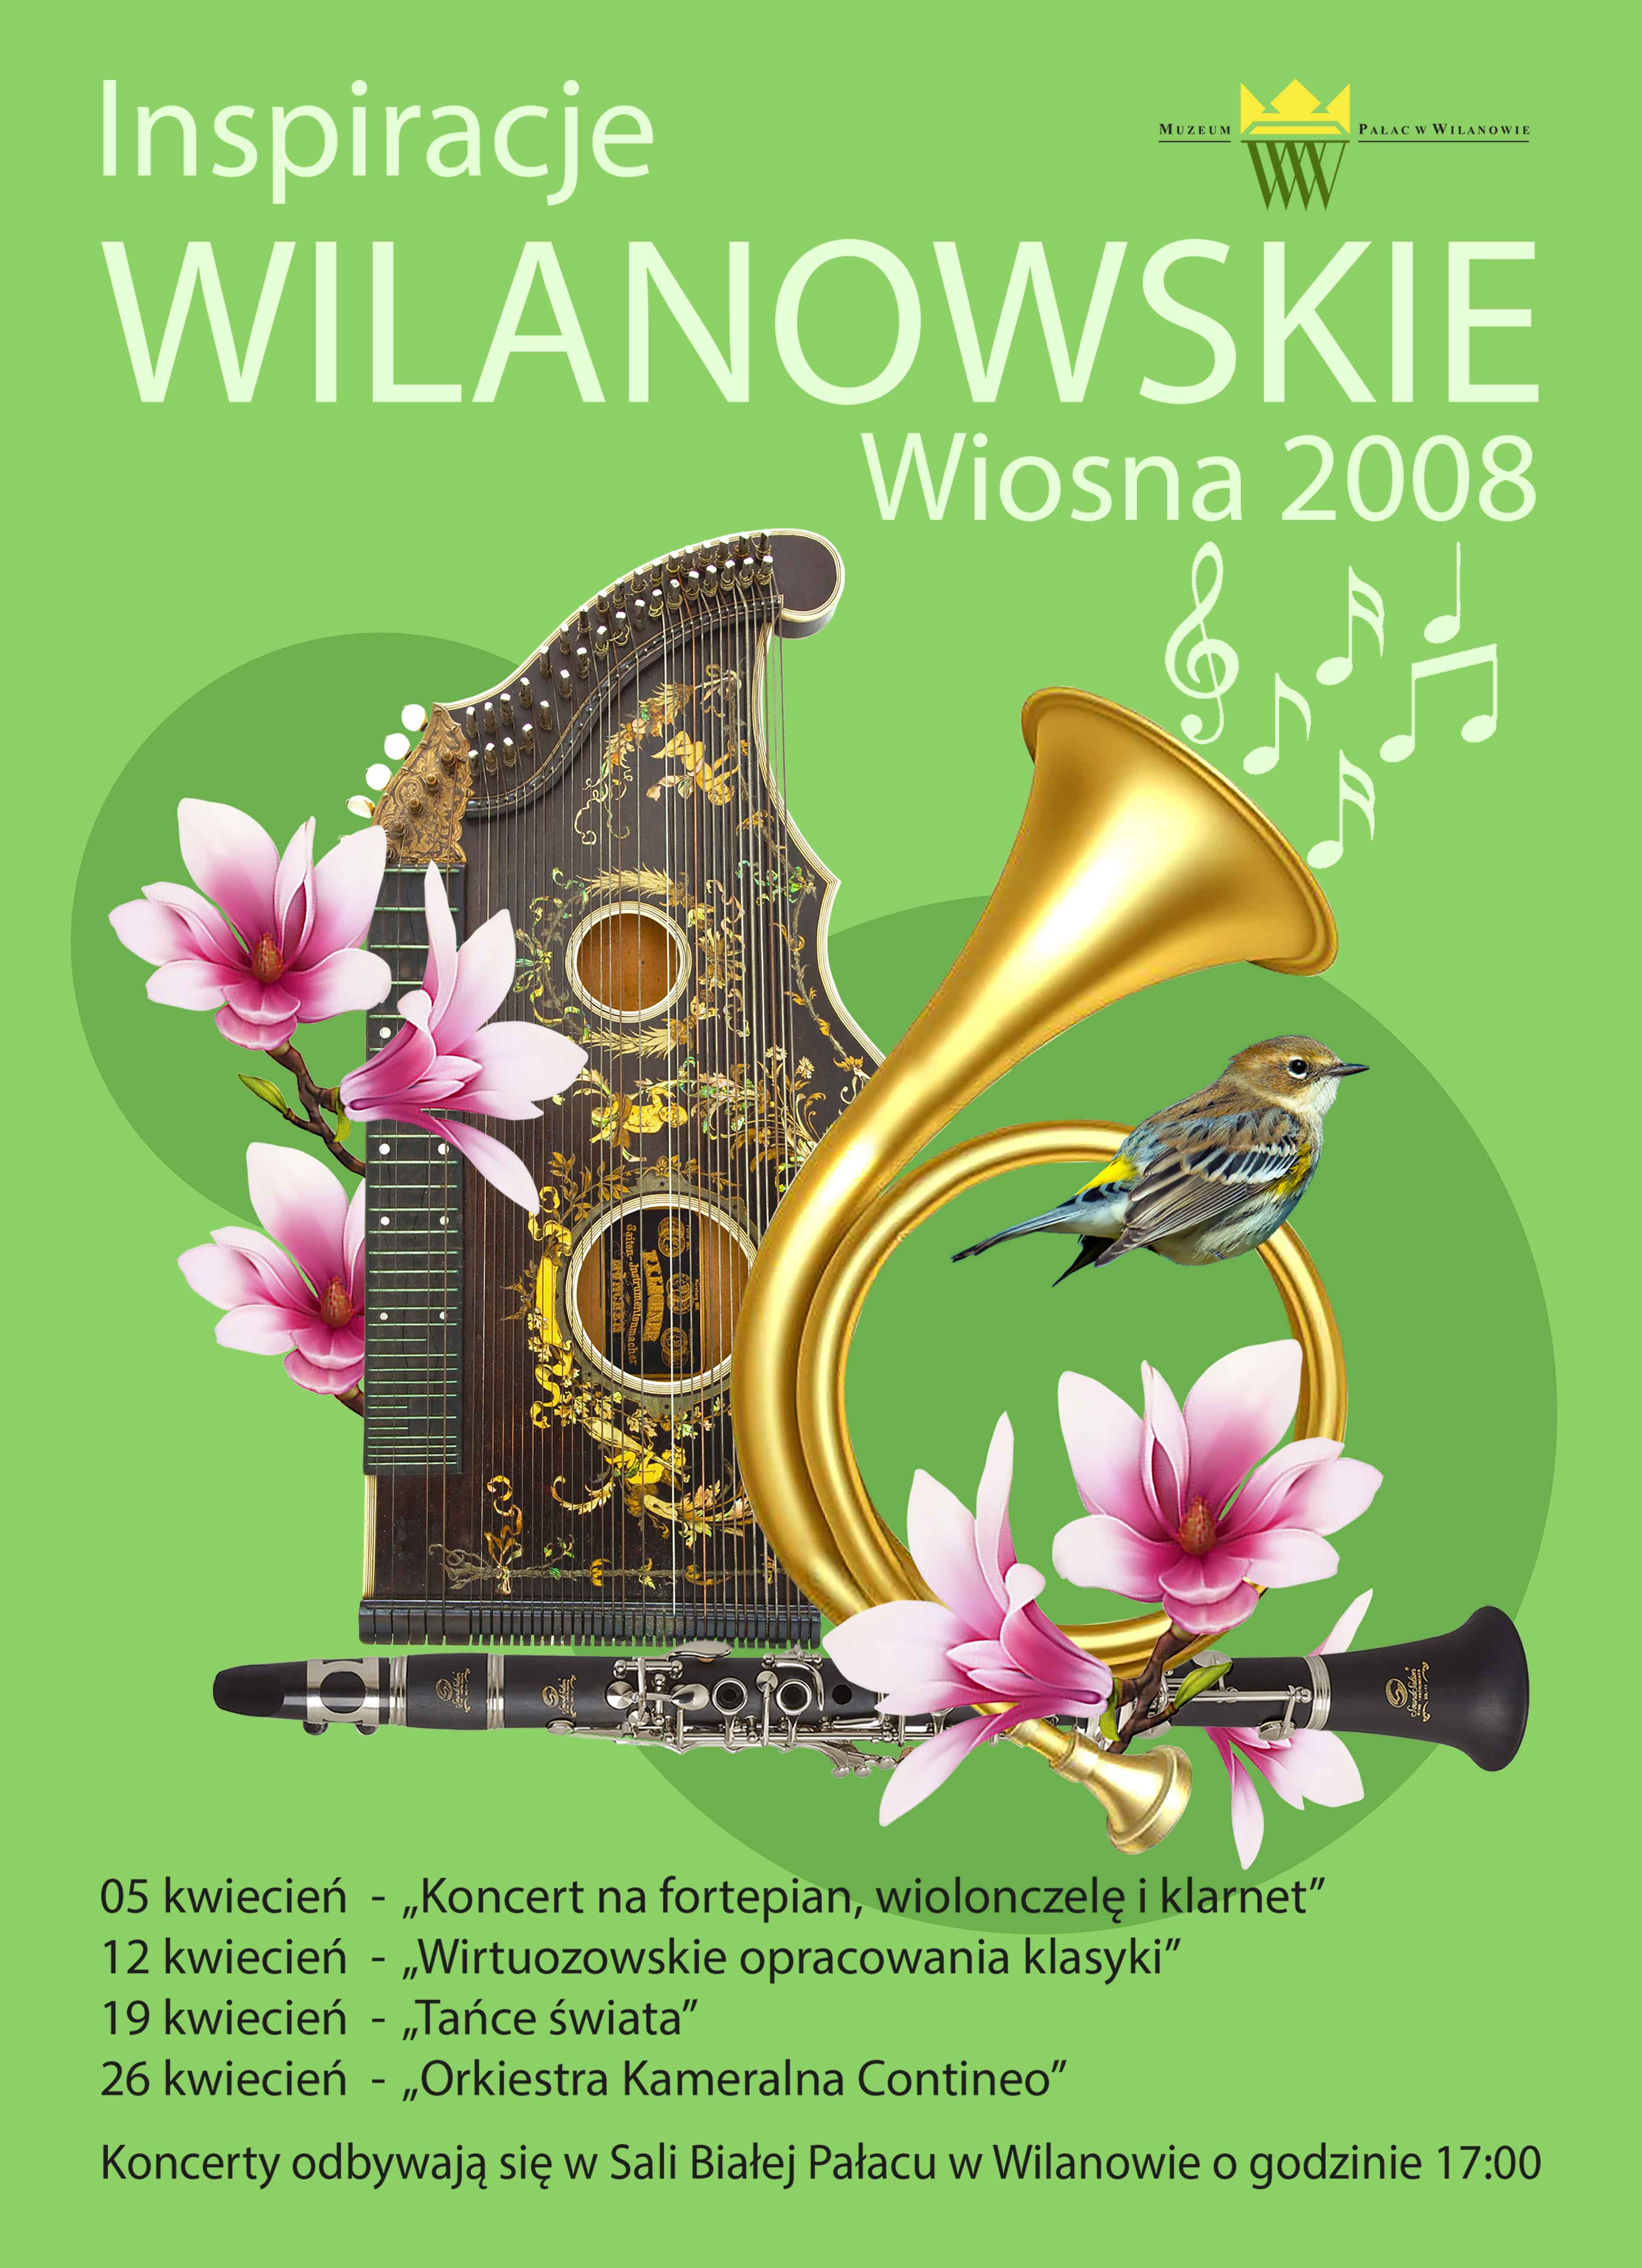 Inspiracje
MUZEUM PAŁAC W WILANOWIE
WILANOWSKIE
Wiosna 2008
05 kwiecień - „Koncert na fortepian, wiolonczelę i klarnet”
12 kwiecień - „Wirtuozowskie opracowania klasyki”
19 kwiecień - „Tańce świata”
26 kwiecień - „Orkiestra Kameralna Contineo”
Koncerty odbywają się w Sali Białej Pałacu w Wilanowie o godzinie 17:00